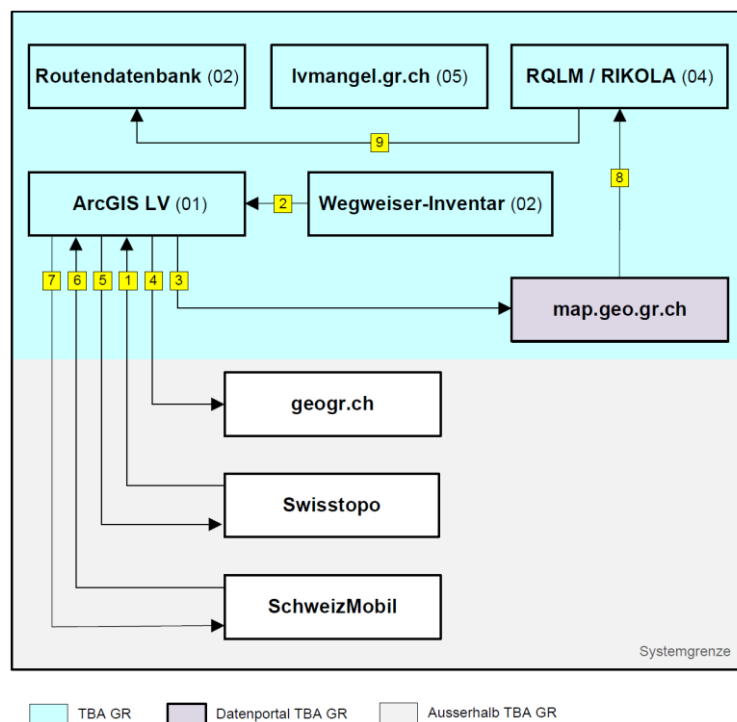 Routendatenbank (02)
lvmangel.gr.ch (05)
RQLM / RIKOLA (04)
9
8
ArcGIS LV (01)
2
Wegweiser-Inventar (02)
7
6
5
1
4
3
map.geo.gr.ch
geogr.ch
Swisstopo
SchweizMobil
Systemgrenze
TBA GR
Datenportal TBA GR
Ausserhalb TBA GR